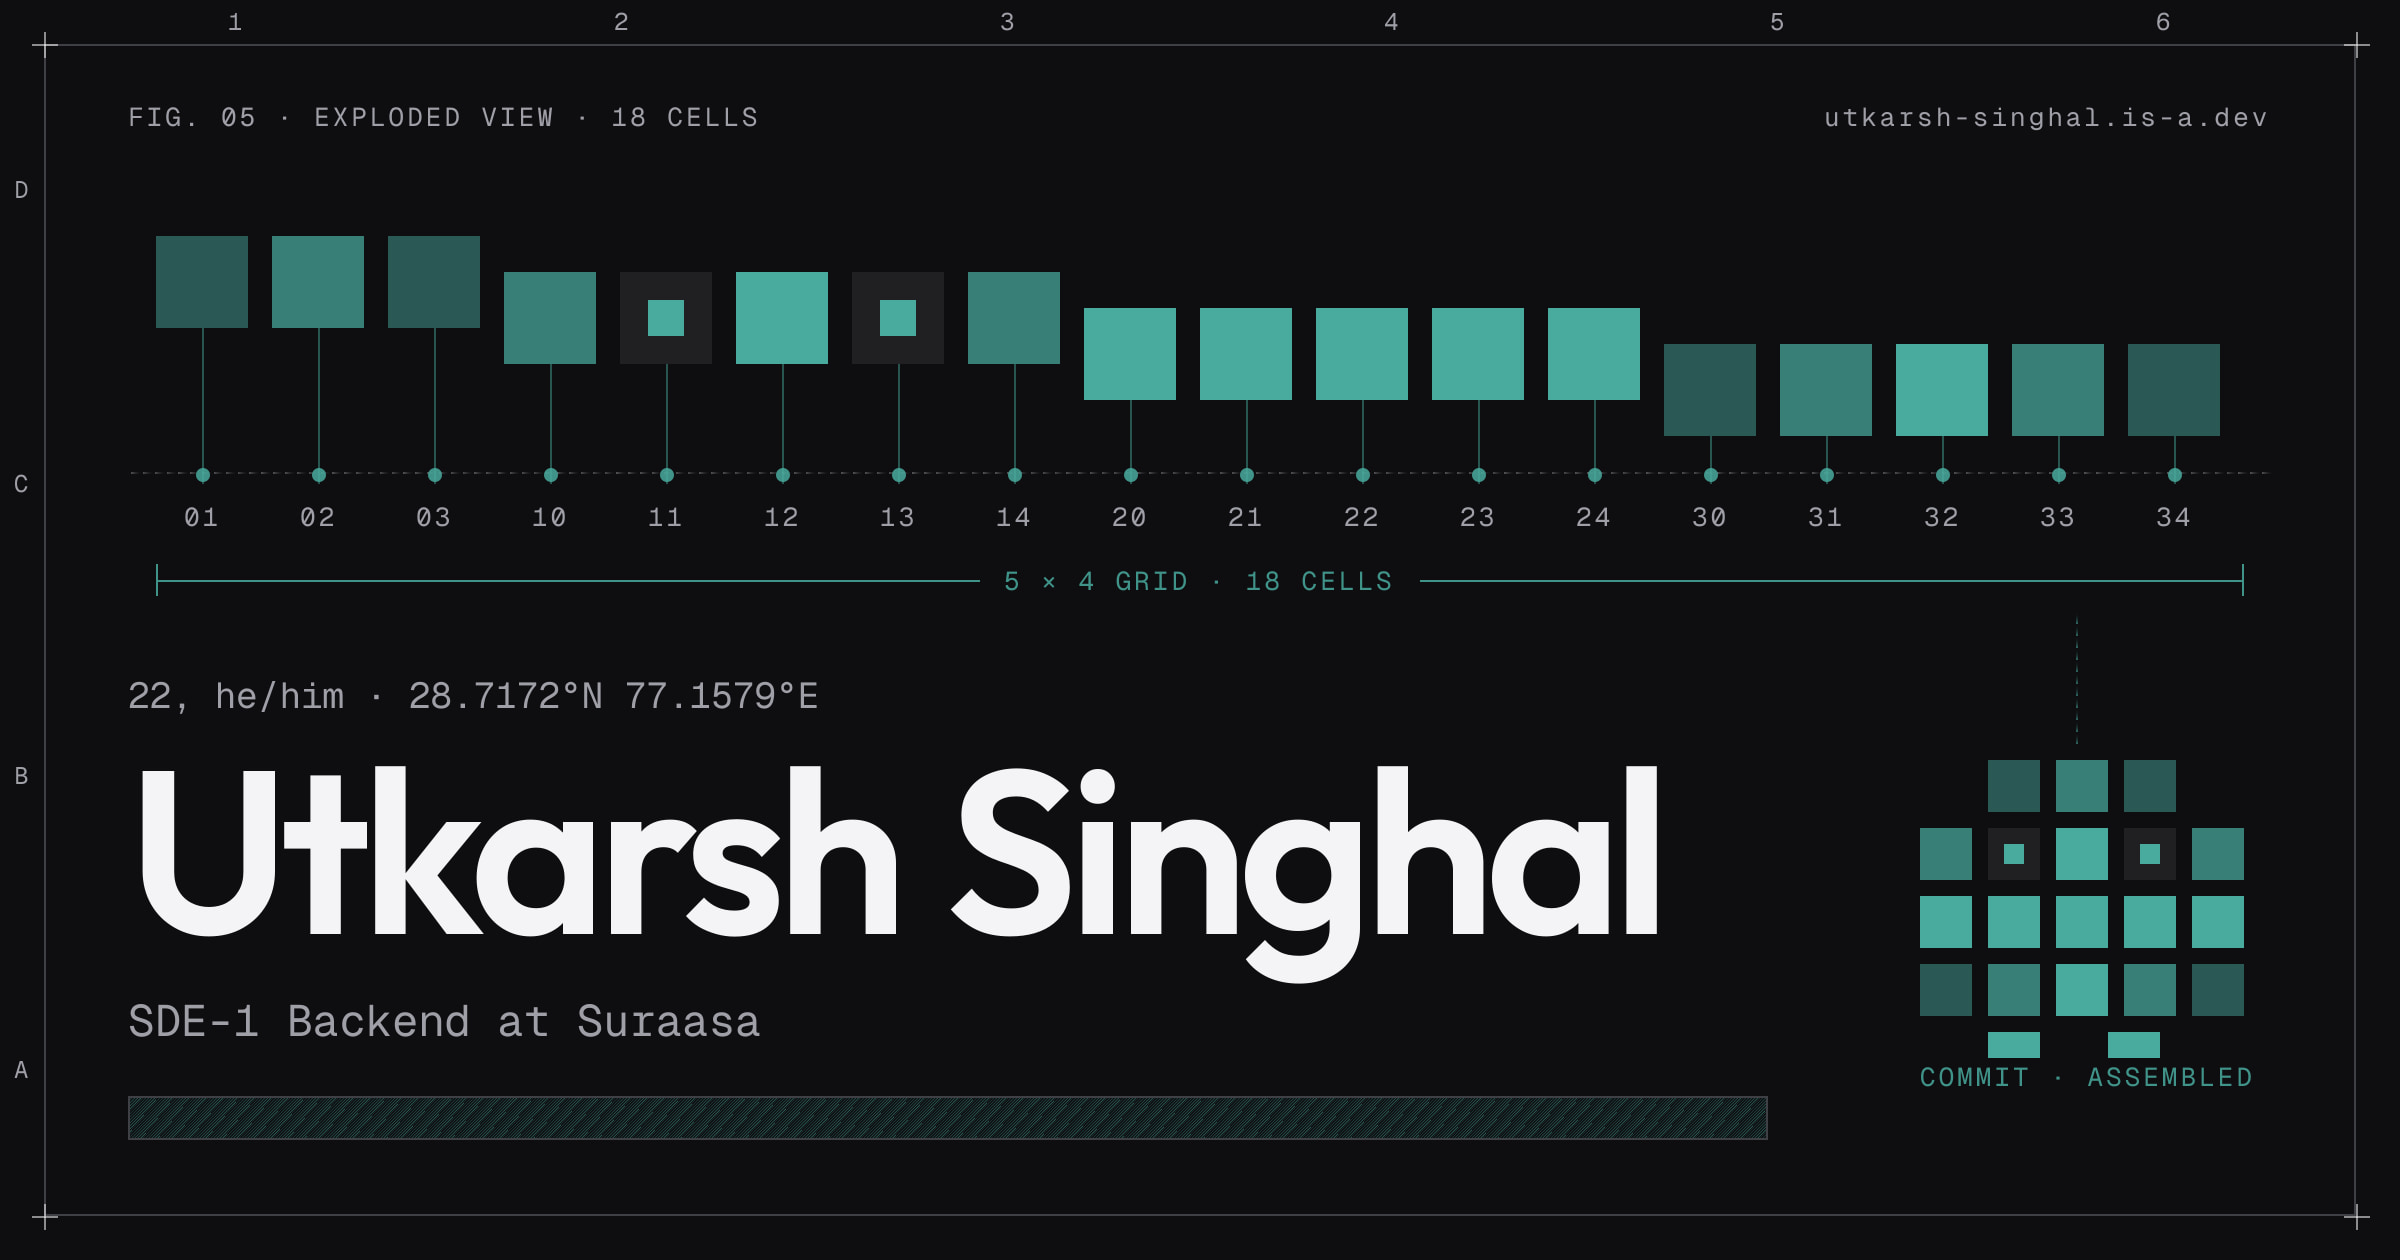 1 2 3 4 5 6
FIG. 05 · EXPLODED VIEW · 18 CELLS
utkarsh-singhal.is-a.dev
D
C
01 02 03 10 11 12 13 14 20 21 22 23 24 30 31 32 33 34
5 × 4 GRID · 18 CELLS
22, he/him · 28.7172°N 77.1579°E
B
Utkarsh Singhal
SDE-1 Backend at Suraasa
A
COMMIT · ASSEMBLED